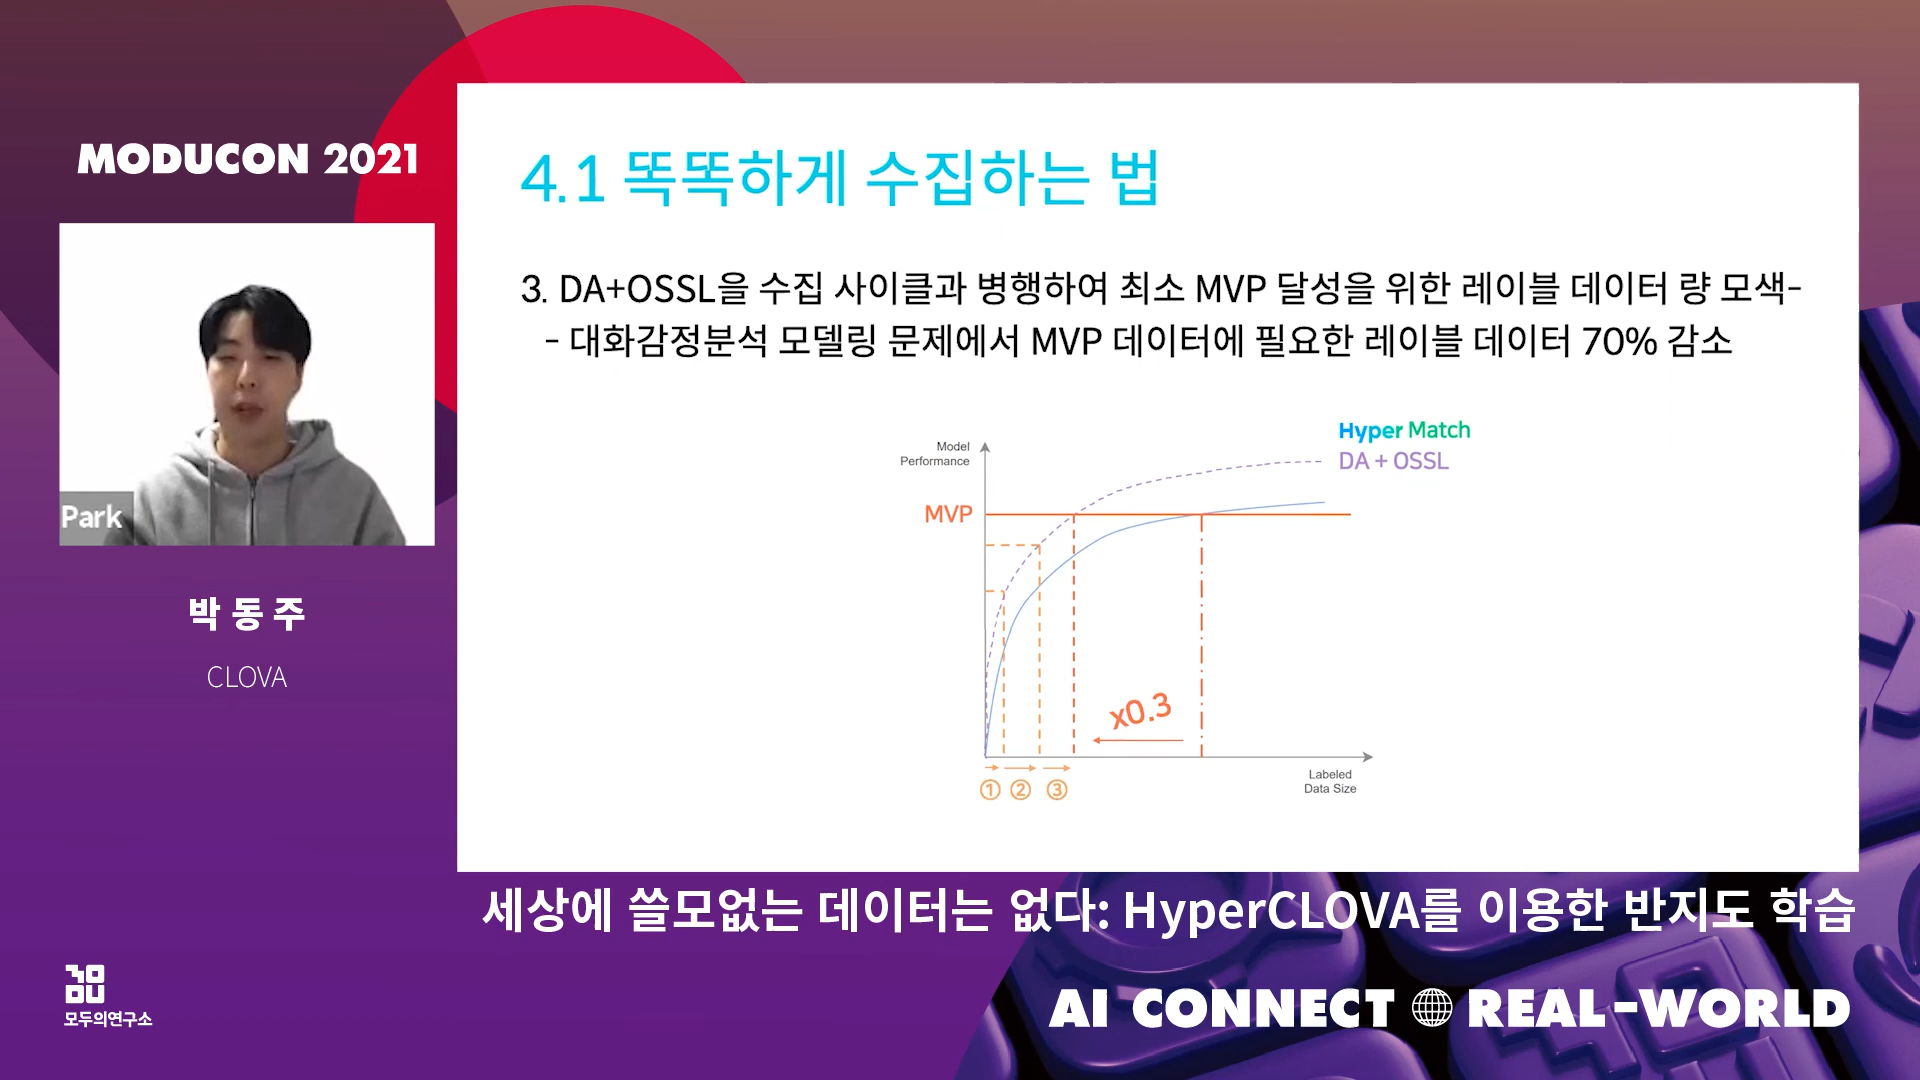 MODUCON 2021
Park
박동주
CLOVA
모두의연구소
4.1 똑똑하게 수집하는 법
3. DA+OSSL을 수집 사이클과 병행하여 최소 MVP 달성을 위한 레이블 데이터 량 모색-
- 대화감정분석 모델링 문제에서 MVP 데이터에 필요한 레이블 데이터 70% 감소
Hyper Match
DA + OSSL
Model
Performance
MVP
x0.3
Labeled
Data Size
① ② ③
세상에 쓸모없는 데이터는 없다: HyperCLOVA를 이용한 반지도 학습
AI CONNECT REAL-WORLD